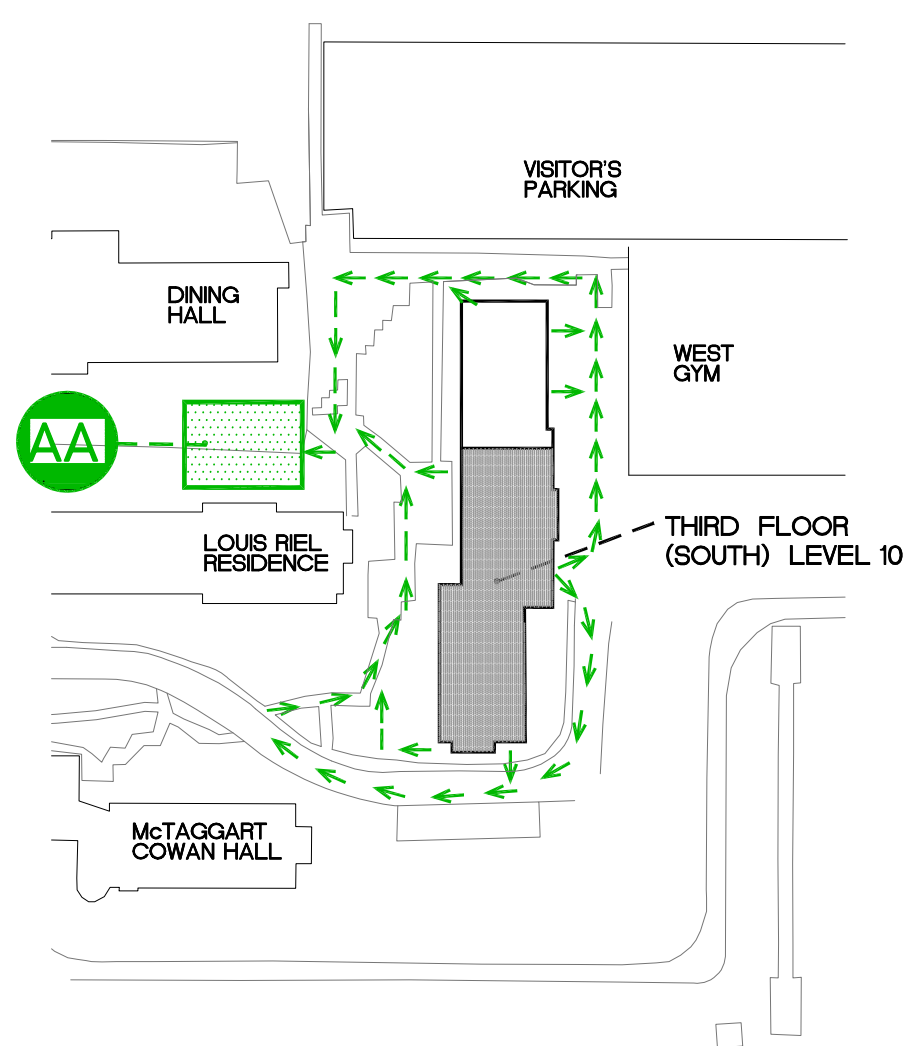 VISITOR'S
PARKING
DINING
HALL
WEST
GYM
AA
THIRD FLOOR
(SOUTH) LEVEL 10
LOUIS RIEL
RESIDENCE
McTAGGART
COWAN HALL